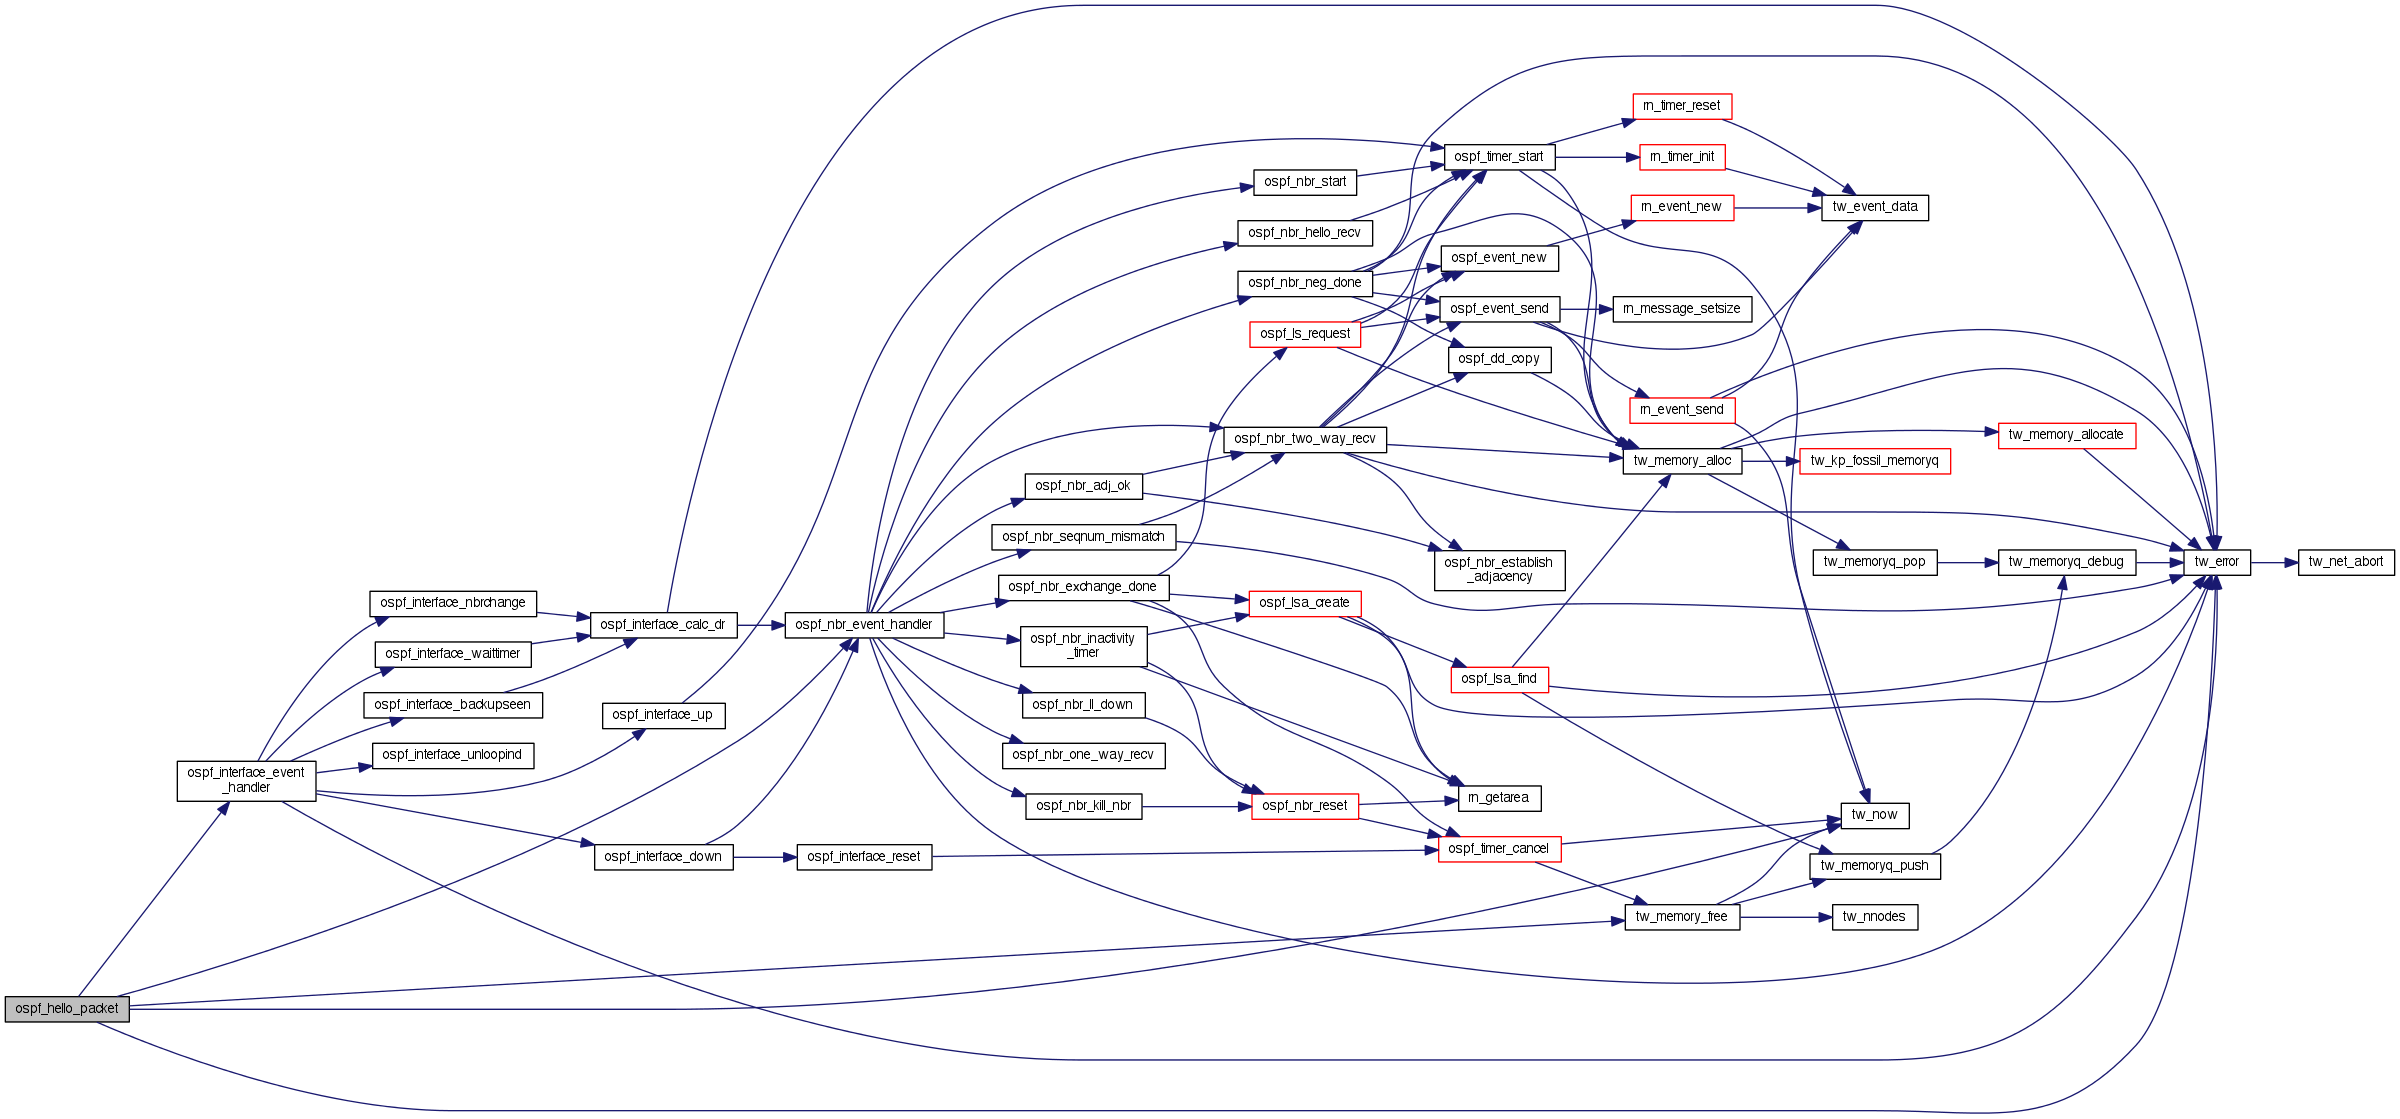 ospf_hello_packet
ospf_interface_event
_handler
ospf_interface_nbrchange
ospf_interface_waittimer
ospf_interface_backupseen
ospf_interface_unloopind
ospf_interface_calc_dr
ospf_interface_up
ospf_interface_down
ospf_nbr_event_handler
ospf_interface_reset
ospf_nbr_adj_ok
ospf_nbr_seqnum_mismatch
ospf_nbr_exchange_done
ospf_nbr_inactivity
_timer
ospf_nbr_ll_down
ospf_nbr_one_way_recv
ospf_nbr_kill_nbr
ospf_nbr_start
ospf_nbr_hello_recv
ospf_nbr_neg_done
ospf_ls_request
ospf_nbr_two_way_recv
ospf_lsa_create
ospf_nbr_reset
ospf_timer_start
ospf_event_new
ospf_event_send
ospf_dd_copy
ospf_nbr_establish
_adjacency
ospf_lsa_find
rn_getarea
ospf_timer_cancel
rn_timer_reset
rn_timer_init
rn_event_new
rn_message_setsize
rn_event_send
tw_memory_alloc
tw_memory_free
tw_event_data
tw_kp_fossil_memoryq
tw_memoryq_pop
tw_now
tw_memoryq_push
tw_nnodes
tw_memory_allocate
tw_memoryq_debug
tw_error
tw_net_abort